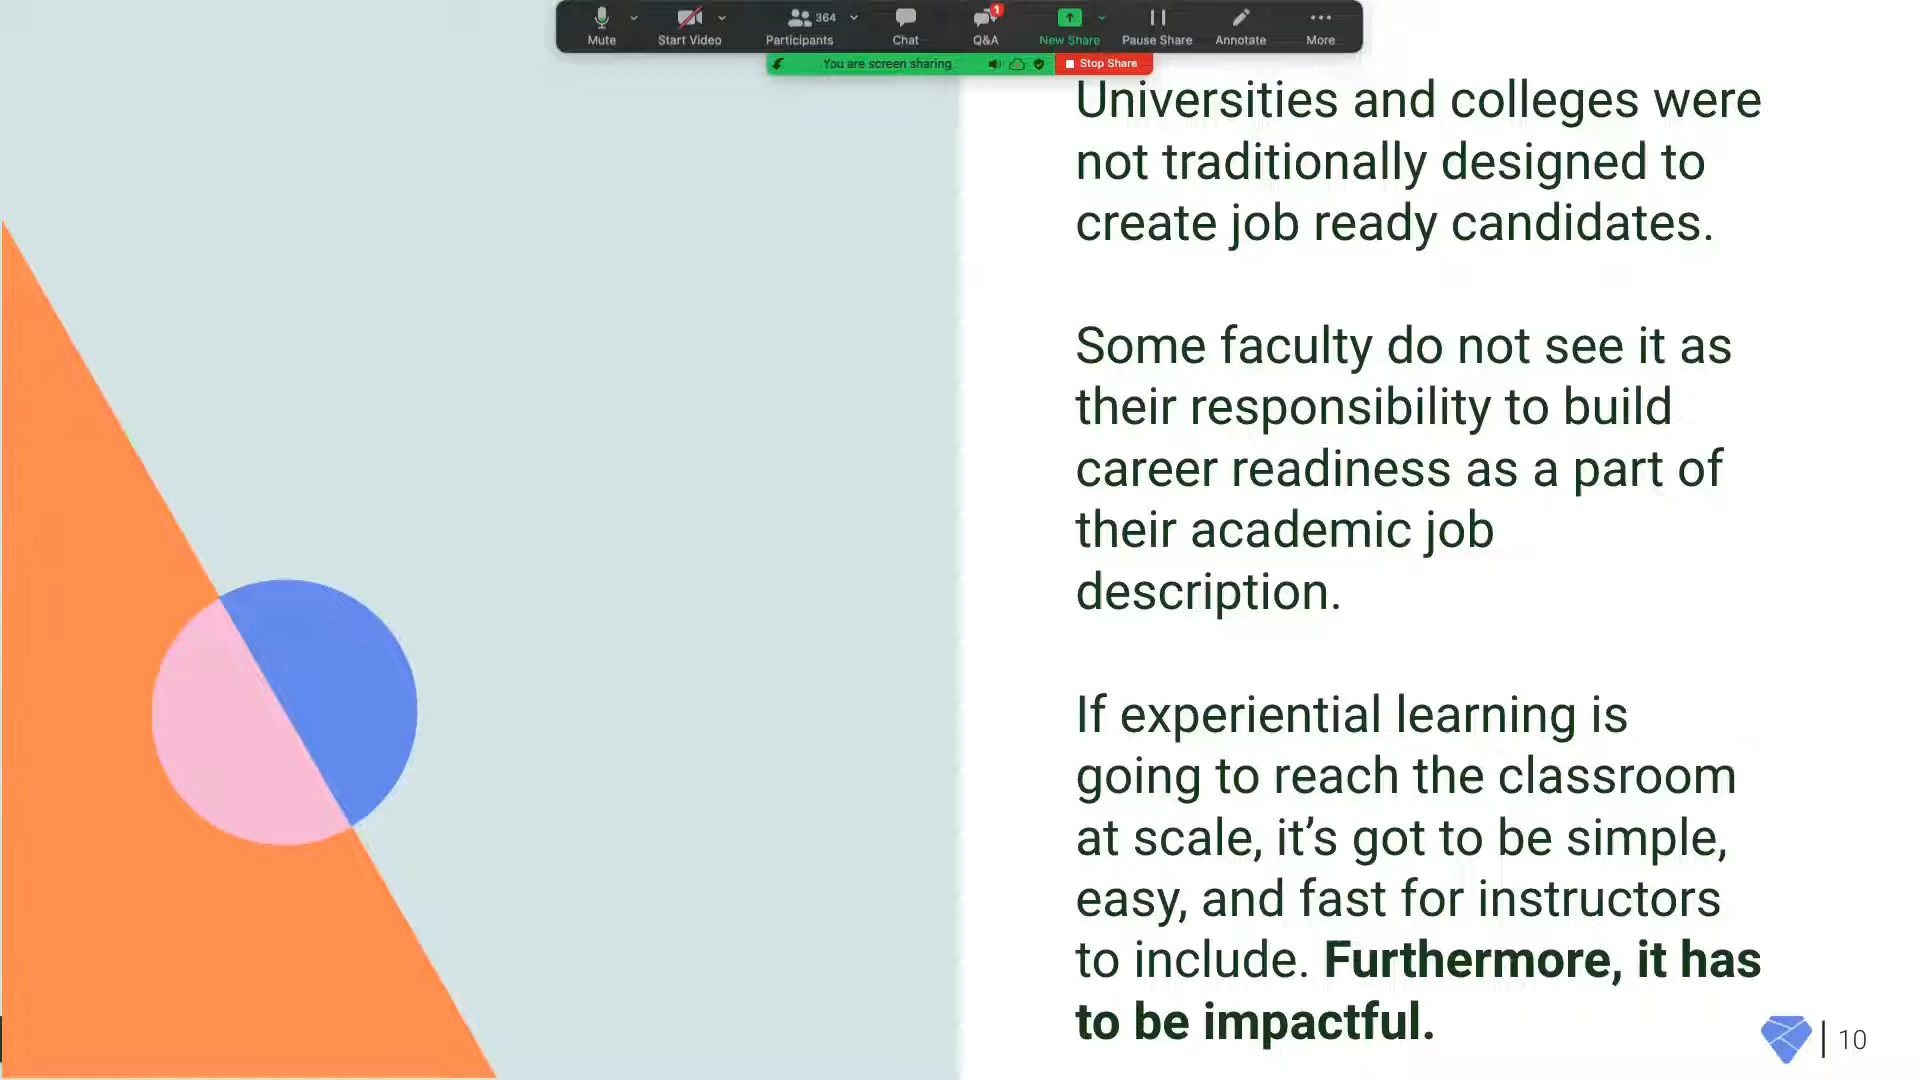 Mute
Start Video
Participants 364
Chat
Q&A 1
New Share
Pause Share
Annotate
More
You are screen sharing
Stop Share
Universities and colleges were
not traditionally designed to
create job ready candidates.
Some faculty do not see it as
their responsibility to build
career readiness as a part of
their academic job
description.
If experiential learning is
going to reach the classroom
at scale, it’s got to be simple,
easy, and fast for instructors
to include. Furthermore, it has
to be impactful.
10